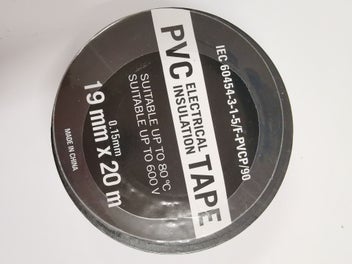 IEC 60454-3-1-5/F-PVCP/90
PVC ELECTRICAL INSULATION TAPE
SUITABLE UP TO 80 °C
SUITABLE UP TO 600 V
0.15mm
19 mm x 20 m
MADE IN CHINA